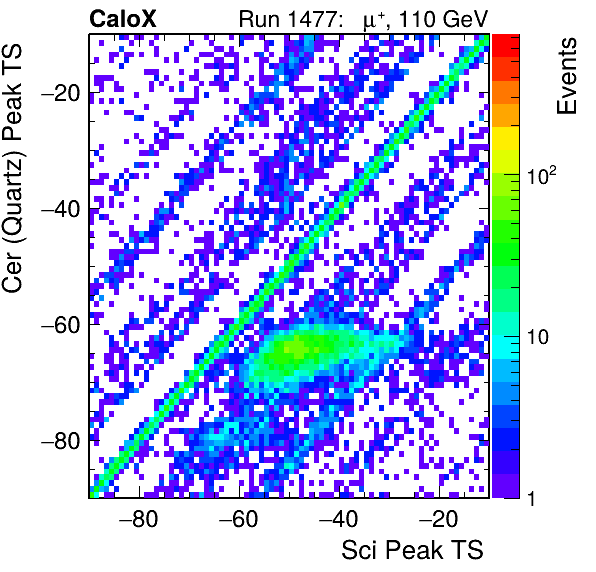 CaloX Run 1477: μ⁺, 110 GeV
Cer (Quartz) Peak TS
−20
−40
−60
−80
−80 −60 −40 −20
Sci Peak TS
Events
10²
10
1